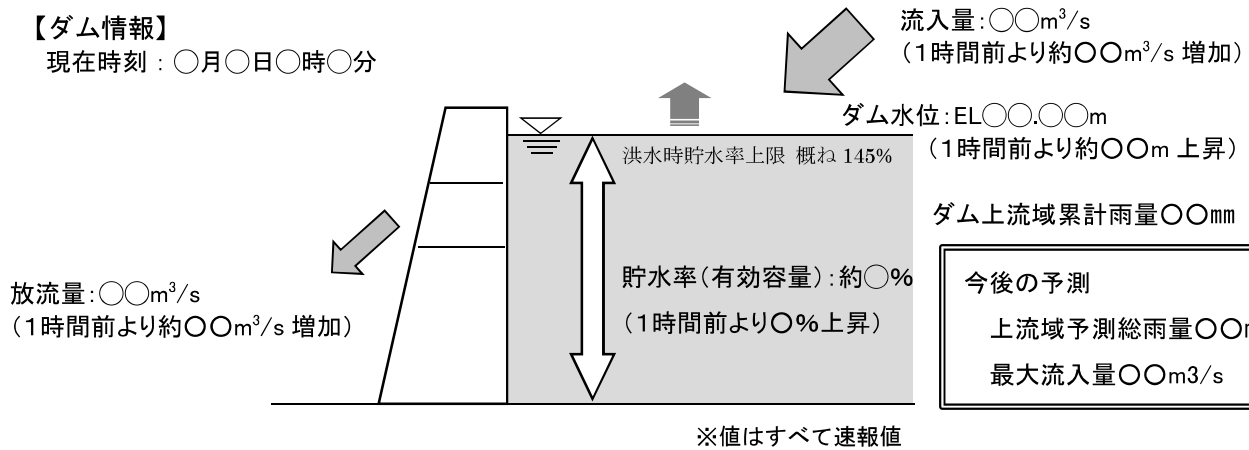 【ダム情報】
現在時刻：○月○日○時○分
流入量:○○m³/s
(1時間前より約○○m³/s 増加)
ダム水位:EL○○.○○m
(1時間前より約○○m 上昇)
洪水時貯水率上限 概ね 145%
ダム上流域累計雨量○○mm
貯水率(有効容量):約○%
(1時間前より○%上昇)
放流量:○○m³/s
(1時間前より約○○m³/s 増加)
今後の予測
上流域予測総雨量○○m
最大流入量○○m3/s
※値はすべて速報値